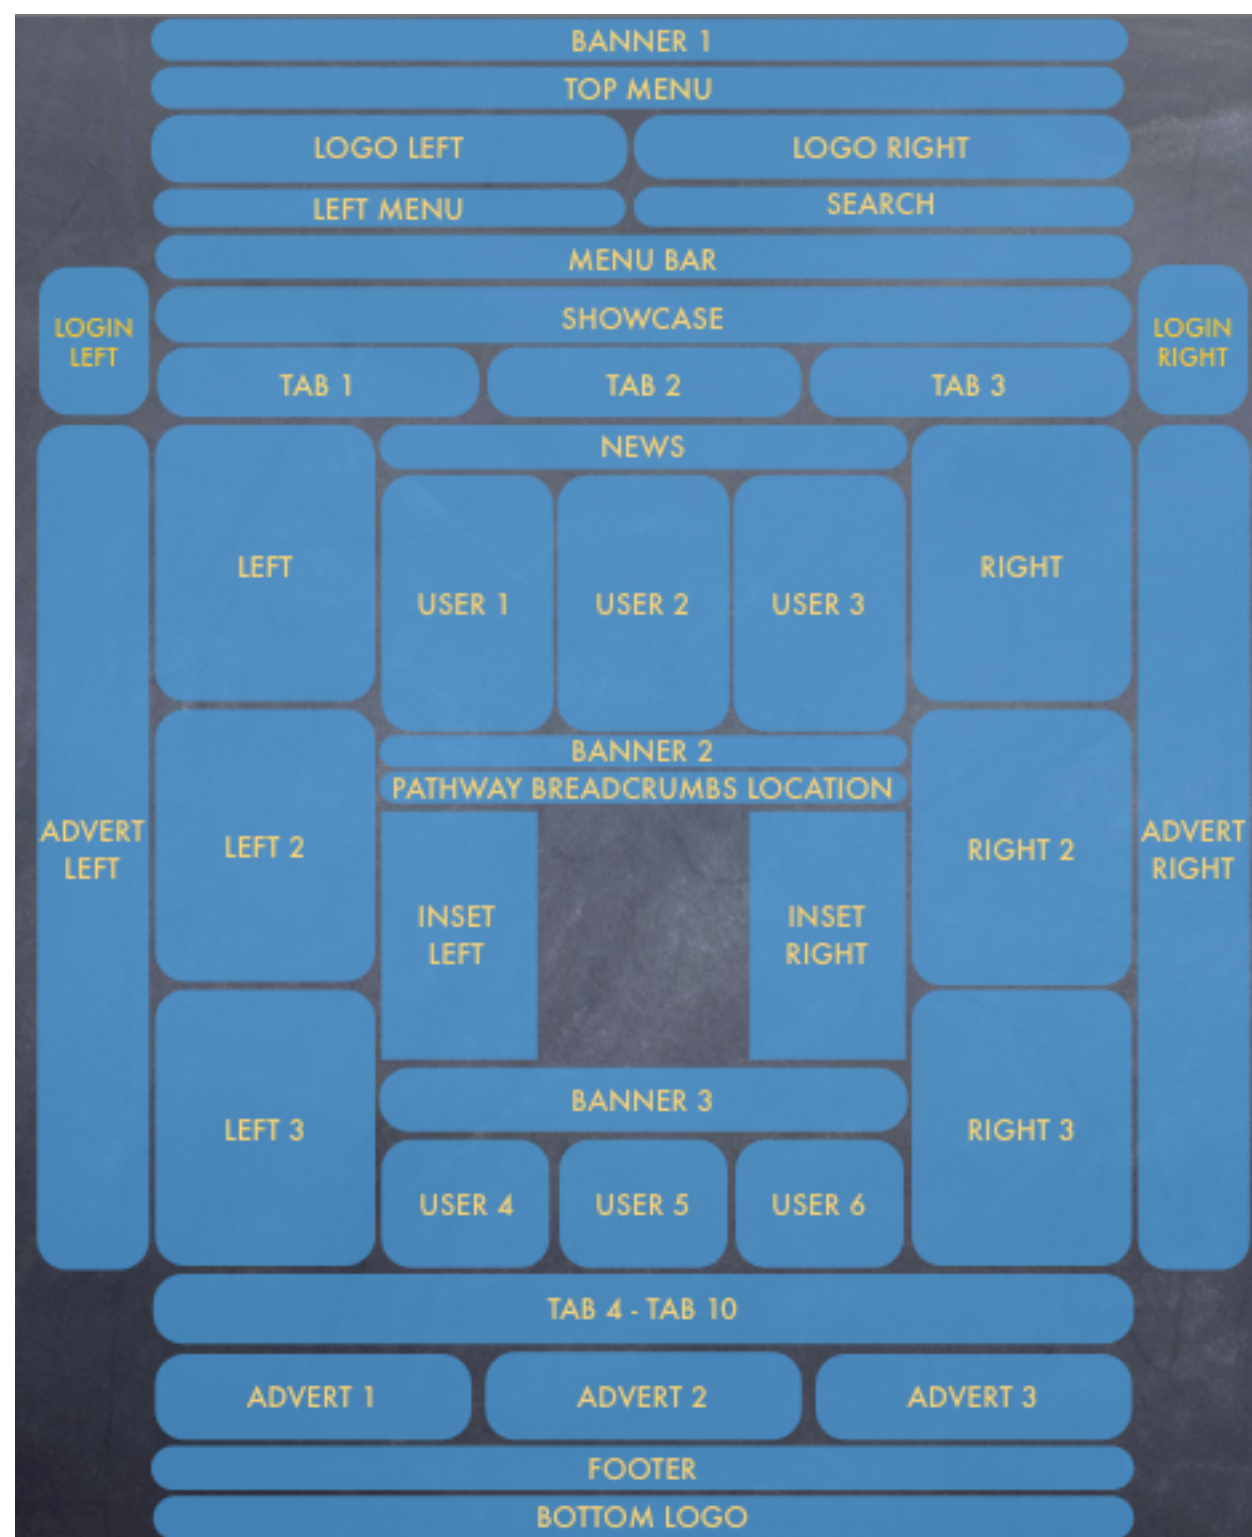 BANNER 1
TOP MENU
LOGO LEFT
LOGO RIGHT
LEFT MENU
SEARCH
MENU BAR
LOGIN
LEFT
SHOWCASE
LOGIN
RIGHT
TAB 1
TAB 2
TAB 3
NEWS
LEFT
USER 1
USER 2
USER 3
RIGHT
BANNER 2
PATHWAY BREADCRUMBS LOCATION
ADVERT
LEFT
LEFT 2
INSET
LEFT
INSET
RIGHT
RIGHT 2
ADVERT
RIGHT
BANNER 3
LEFT 3
RIGHT 3
USER 4
USER 5
USER 6
TAB 4 - TAB 10
ADVERT 1
ADVERT 2
ADVERT 3
FOOTER
BOTTOM LOGO